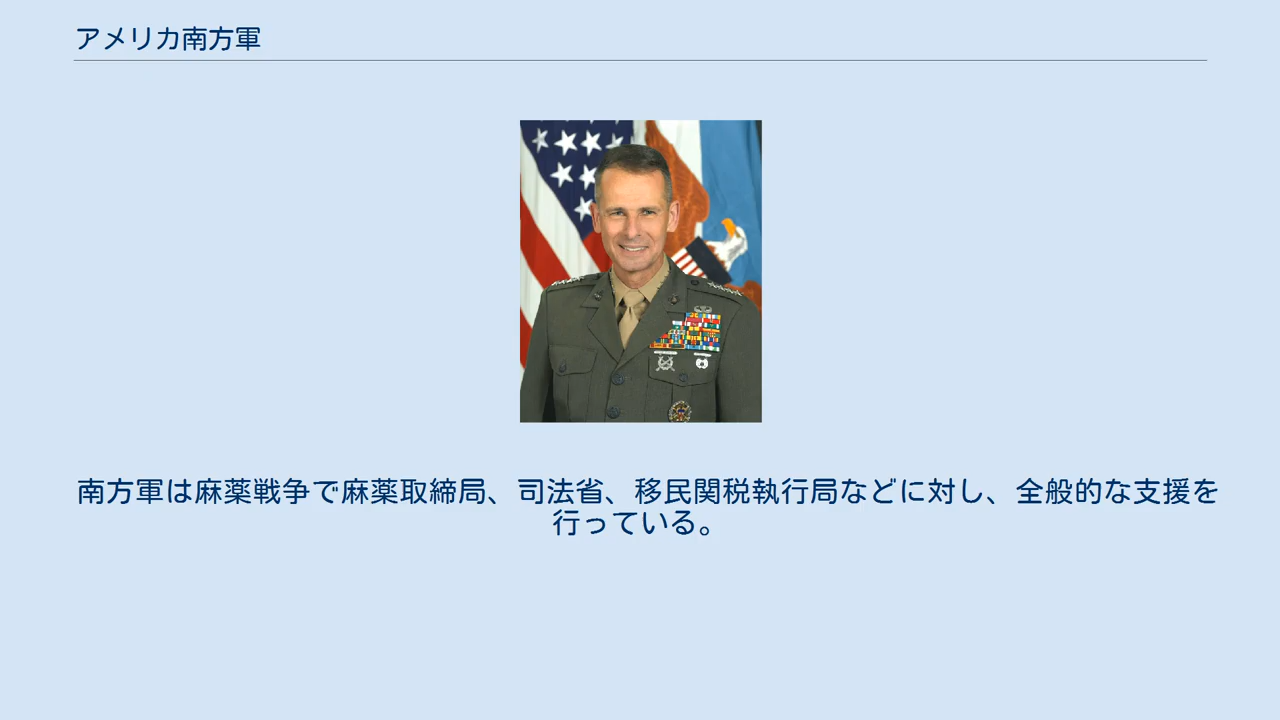 アメリカ南方軍
南方軍は麻薬戦争で麻薬取締局、司法省、移民関税執行局などに対し、全般的な支援を
行っている。